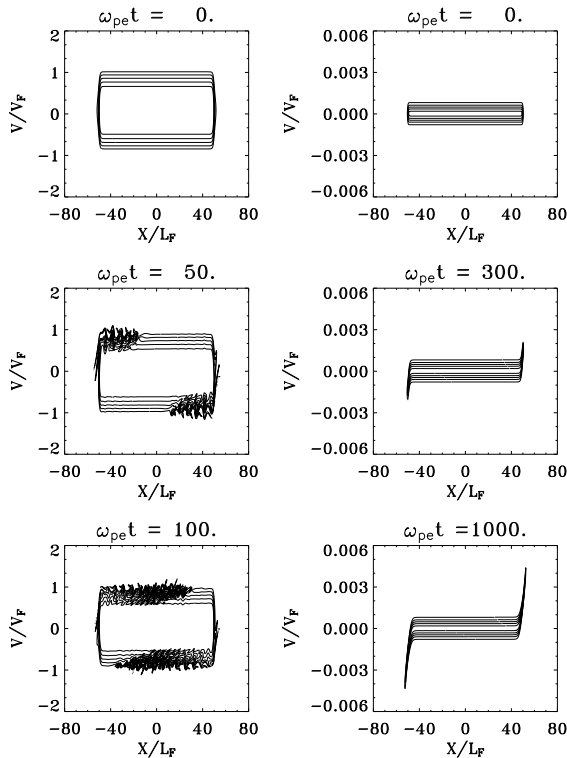 ω_pe t = 0.
2
1
0
−1
−2
V/V_F
−80 −40 0 40 80
X/L_F
ω_pe t = 0.
0.006
0.003
0.000
−0.003
−0.006
V/V_F
−80 −40 0 40 80
X/L_F
ω_pe t = 50.
2
1
0
−1
2
V/V_F
−80 −40 0 40 80
X/L_F
ω_pe t = 300.
0.006
0.003
0.000
−0.003
−0.006
V/V_F
−80 −40 0 40 80
X/L_F
ω_pe t = 100.
2
1
0
−1
2
V/V_F
−80 −40 0 40 80
X/L_F
ω_pe t =1000.
0.006
0.003
0.000
−0.003
−0.006
V/V_F
−80 −40 0 40 80
X/L_F